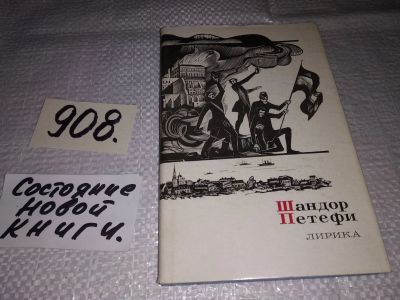 908.
Состояние
новой
книги.
Шандор
Петефи
ЛИРИКА